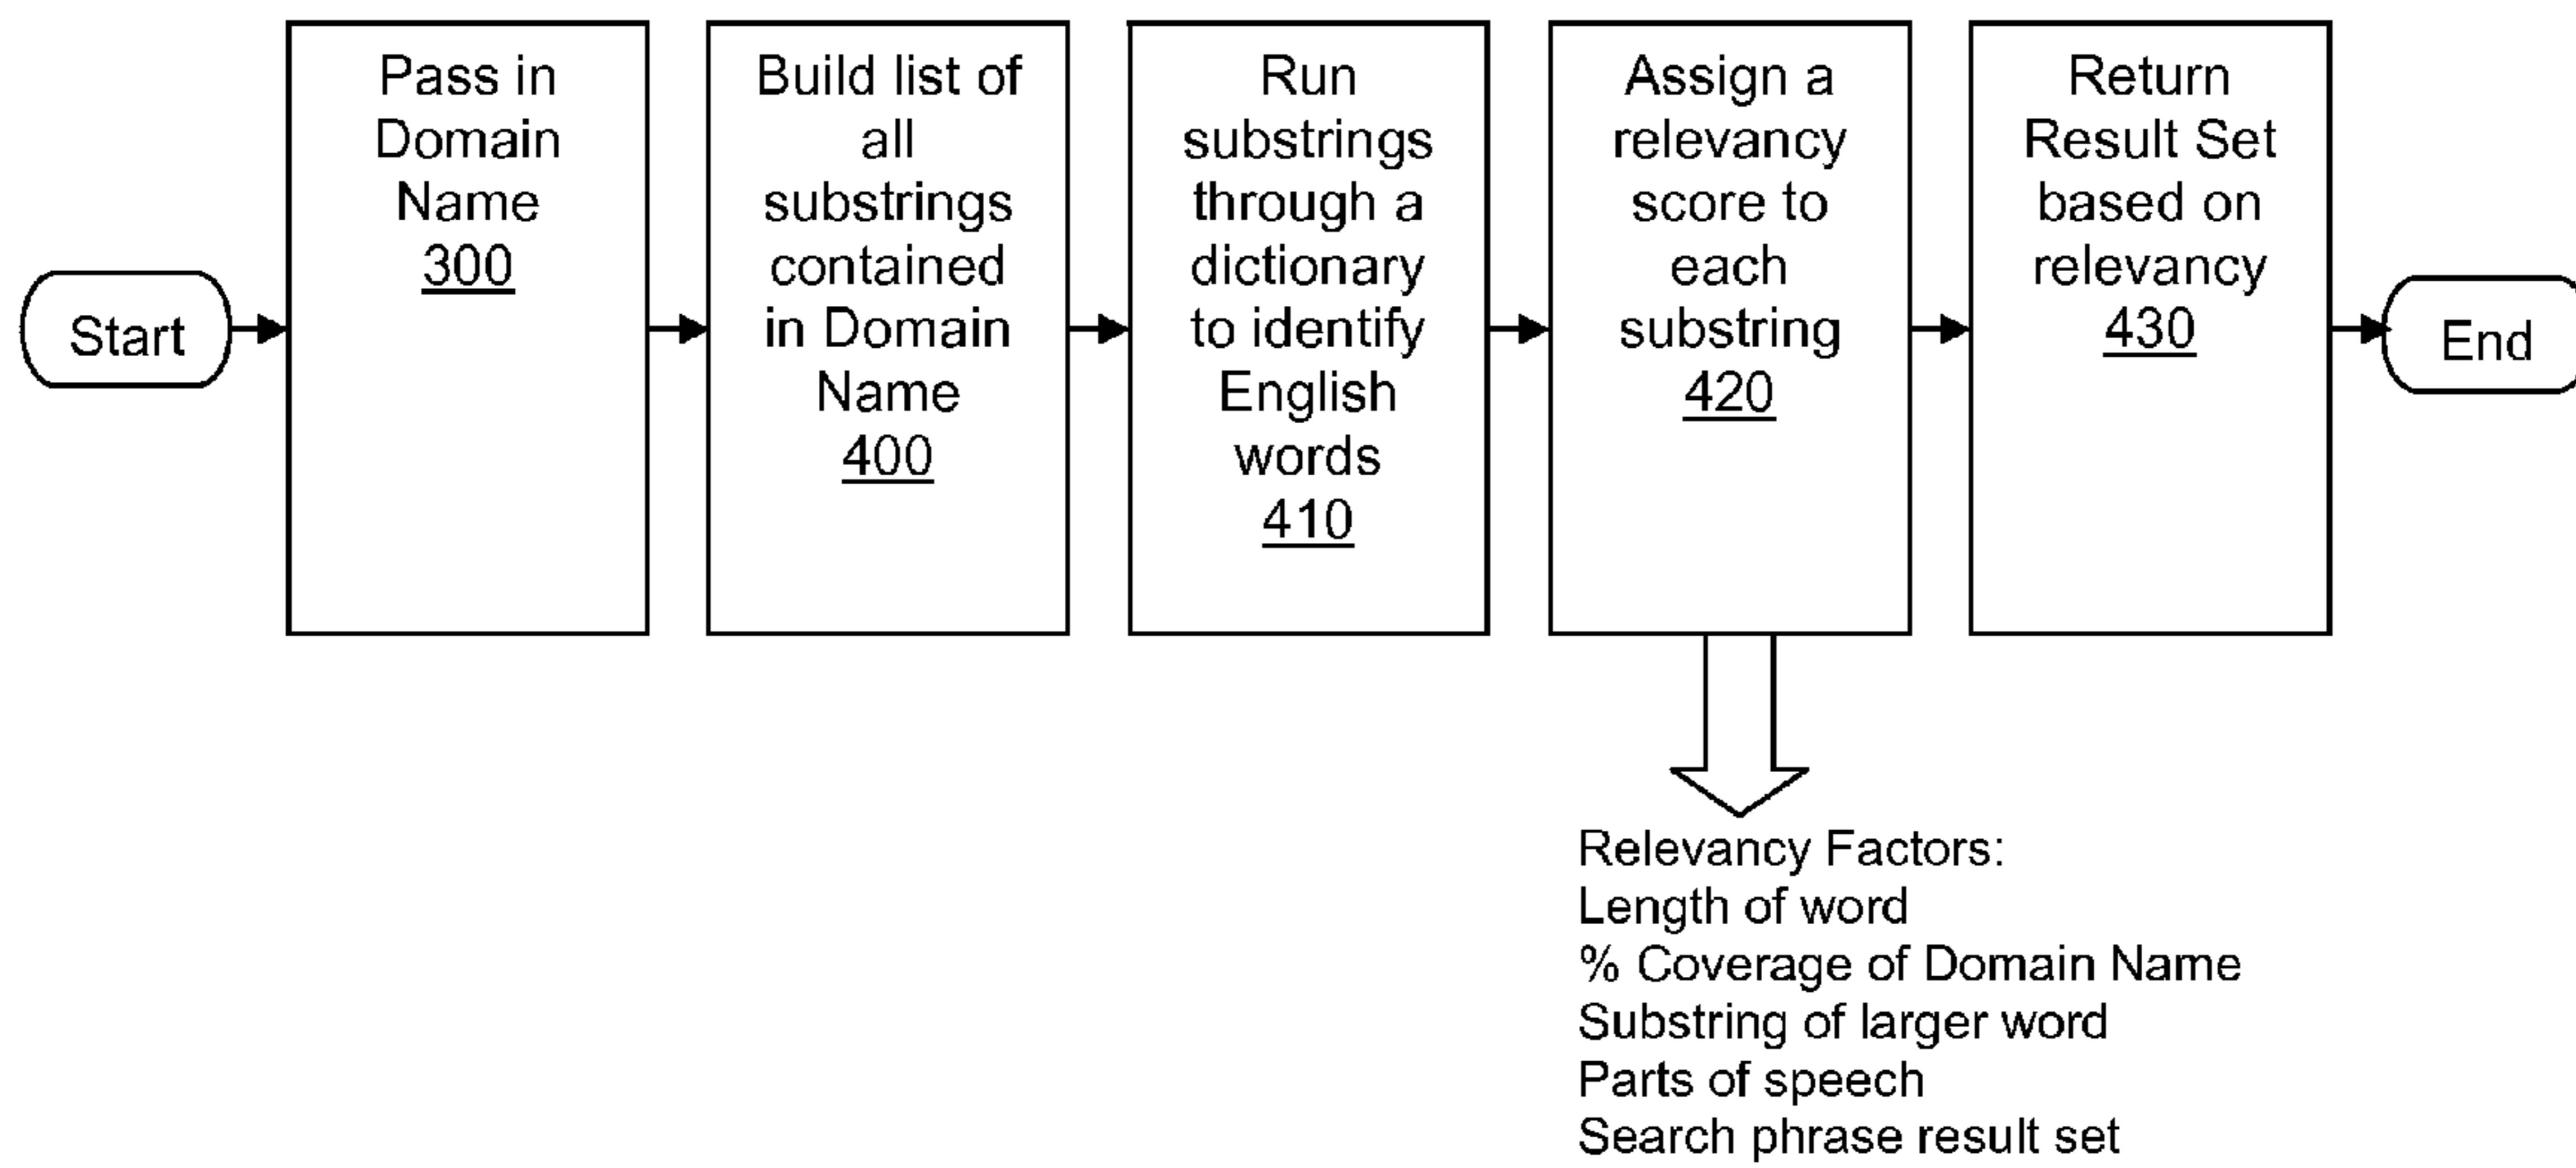 Start
Pass in
Domain
Name
300
Build list of
all
substrings
contained
in Domain
Name
400
Run
substrings
through a
dictionary
to identify
English
words
410
Assign a
relevancy
score to
each
substring
420
Return
Result Set
based on
relevancy
430
End
Relevancy Factors:
Length of word
% Coverage of Domain Name
Substring of larger word
Parts of speech
Search phrase result set